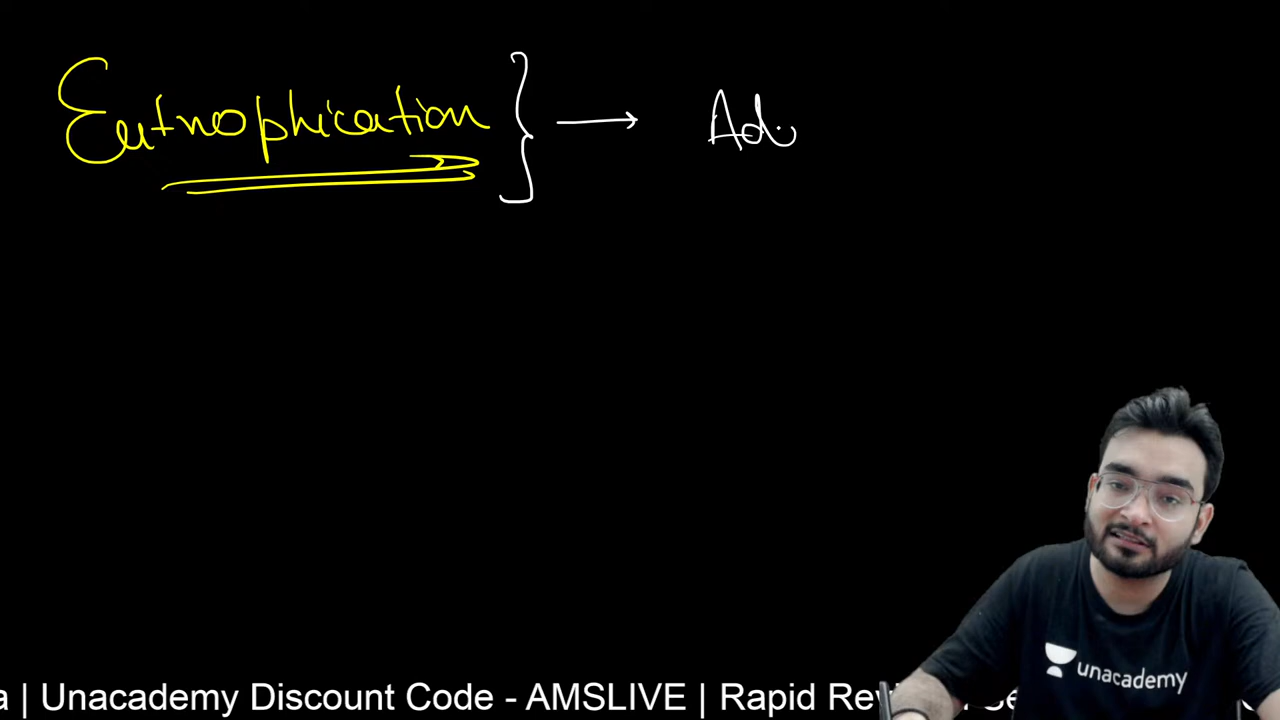 Eutrophication } → Ad
unacademy
a | Unacademy Discount Code - AMSLIVE | Rapid Rev